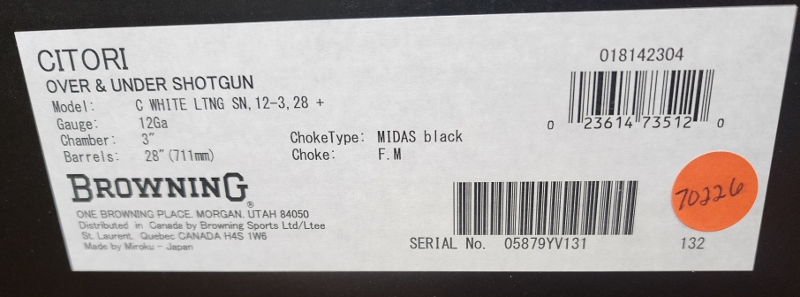 CITORI
OVER & UNDER SHOTGUN
Model: C WHITE LTNG SN, 12-3, 28 +
Gauge: 12Ga
Chamber: 3"
Barrels: 28" (711mm)
ChokeType: MIDAS black
Choke: F.M
BROWNING®
ONE BROWNING PLACE. MORGAN. UTAH 84050
Distributed in Canada by Browning Sports Ltd/Ltee
St. Laurent, Quebec CANADA H4S 1W6
Made by Miroku - Japan
018142304
0 23614 73512 0
70226
SERIAL No. 05879YV131
132